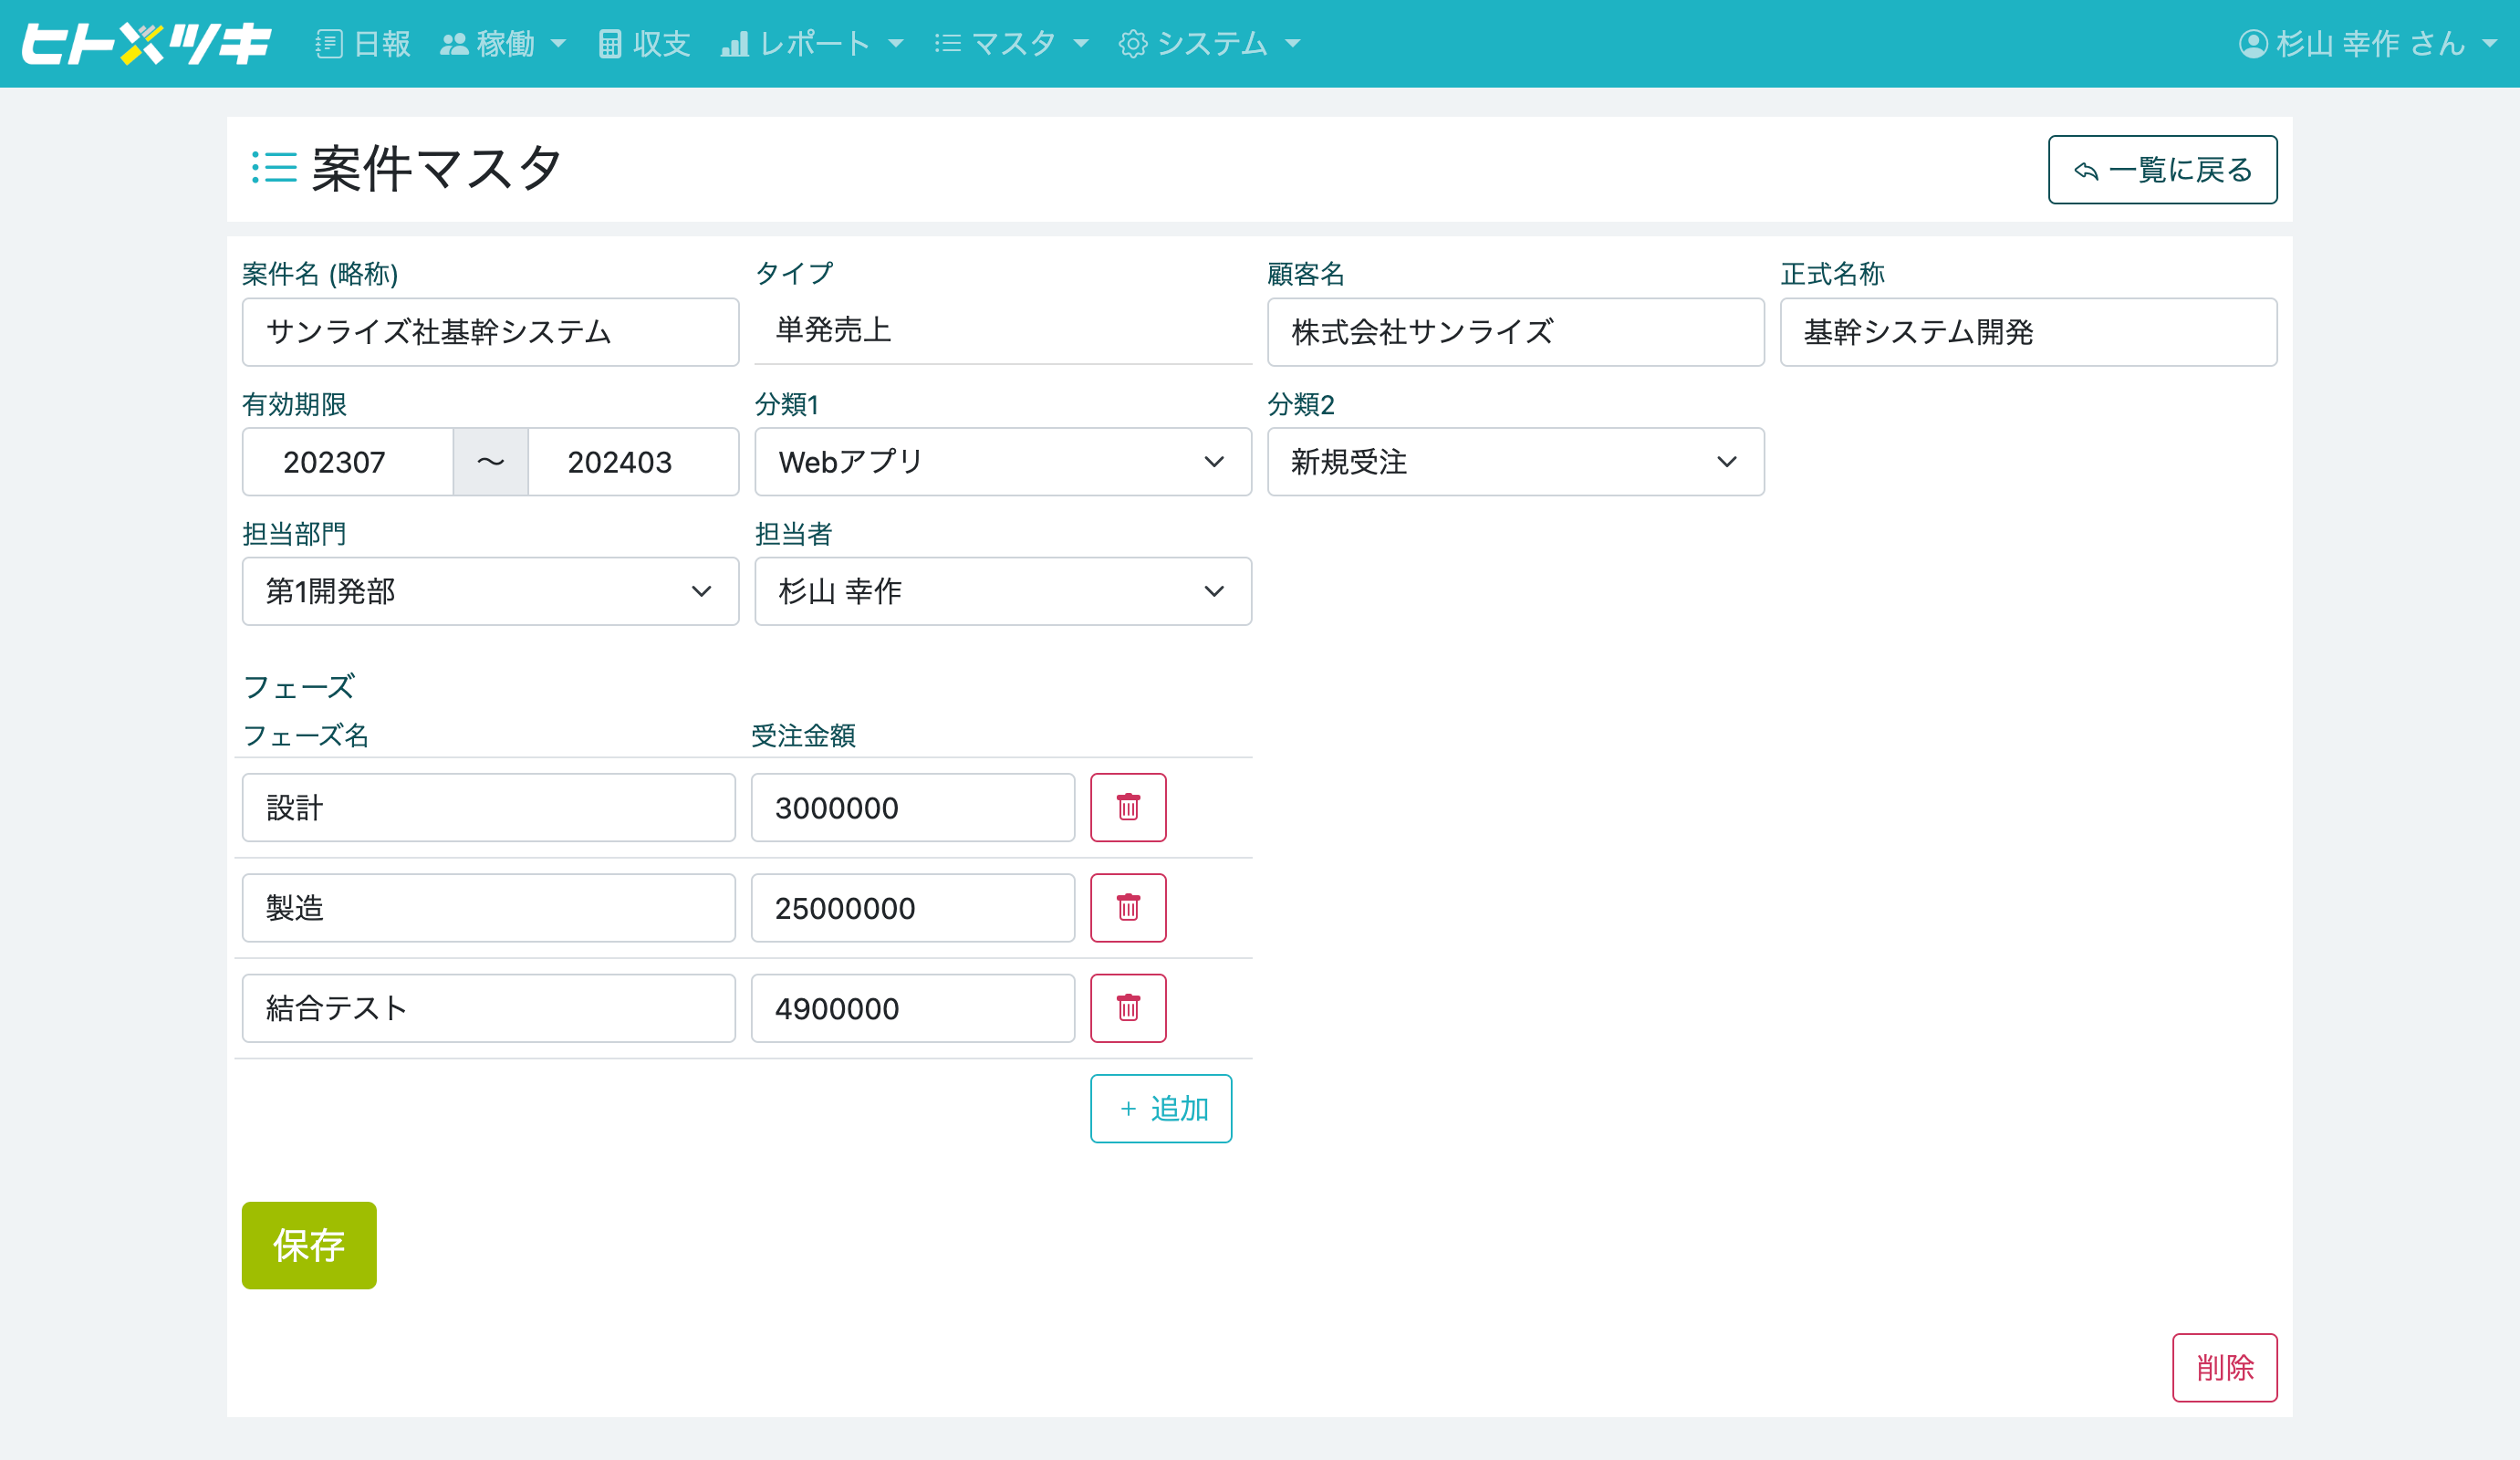 ヒトツキ 日報 稼働 収支 レポート マスタ システム 杉山 幸作 さん
案件マスタ 一覧に戻る
案件名 (略称) タイプ 顧客名 正式名称
サンライズ社基幹システム 単発売上 株式会社サンライズ 基幹システム開発
有効期限 分類1 分類2
202307 ～ 202403 Webアプリ 新規受注
担当部門 担当者
第1開発部 杉山 幸作
フェーズ
フェーズ名 受注金額
設計 3000000
製造 25000000
結合テスト 4900000
+ 追加
保存
削除